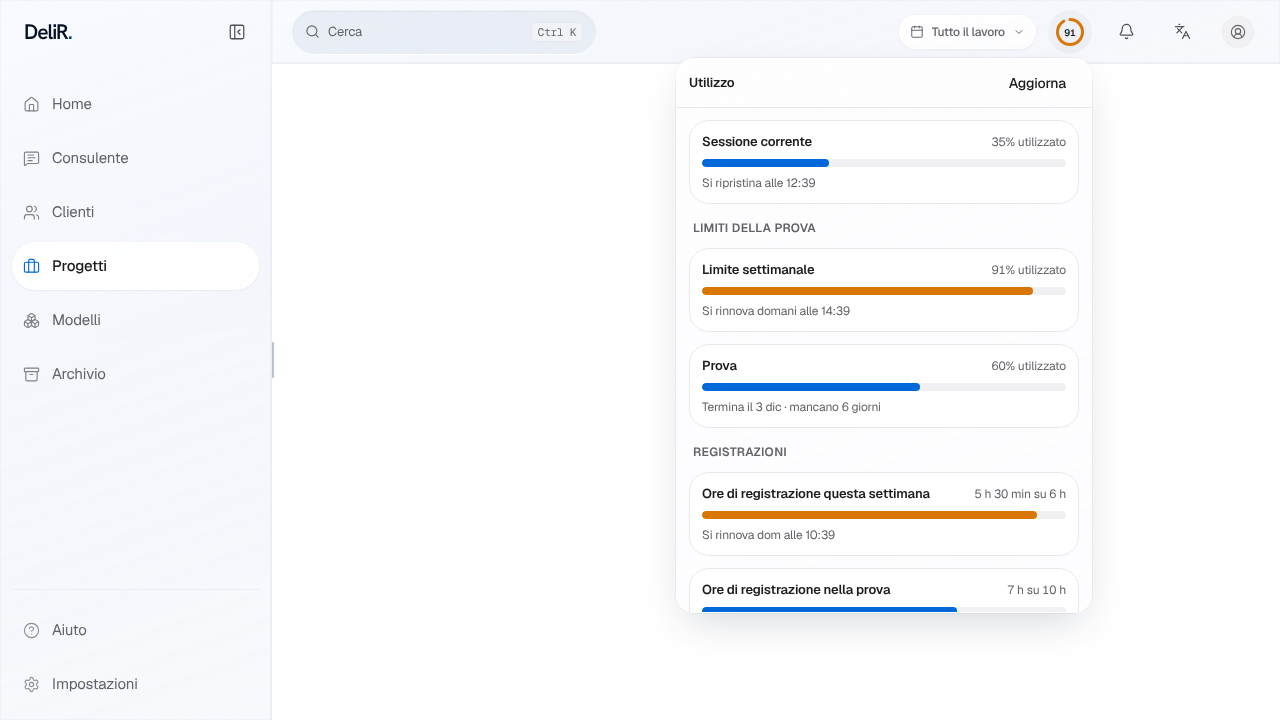 DeliR.
Cerca
Ctrl K
Tutto il lavoro
91
Home
Consulente
Clienti
Progetti
Modelli
Archivio
Aiuto
Impostazioni
Utilizzo
Aggiorna
Sessione corrente
35% utilizzato
Si ripristina alle 12:39
LIMITI DELLA PROVA
Limite settimanale
91% utilizzato
Si rinnova domani alle 14:39
Prova
60% utilizzato
Termina il 3 dic · mancano 6 giorni
REGISTRAZIONI
Ore di registrazione questa settimana
5 h 30 min su 6 h
Si rinnova dom alle 10:39
Ore di registrazione nella prova
7 h su 10 h